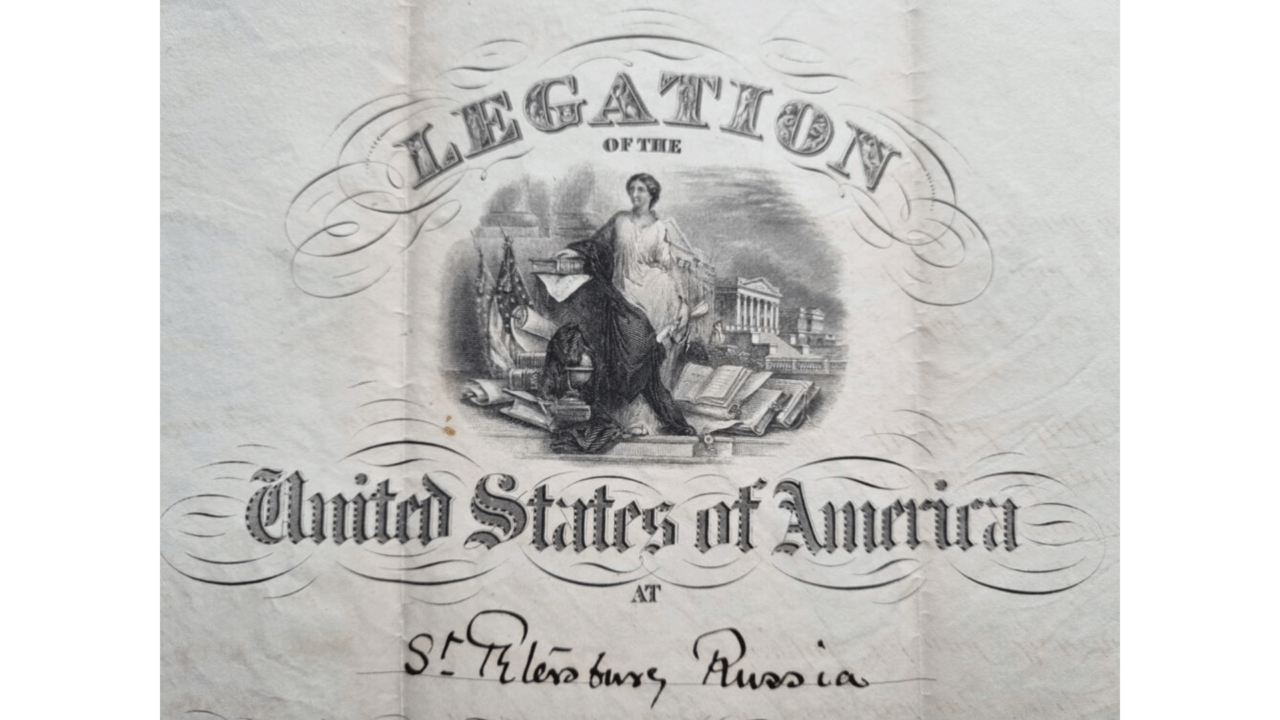 LEGATION
OF THE
United States of America
AT
St Petersburg Russia